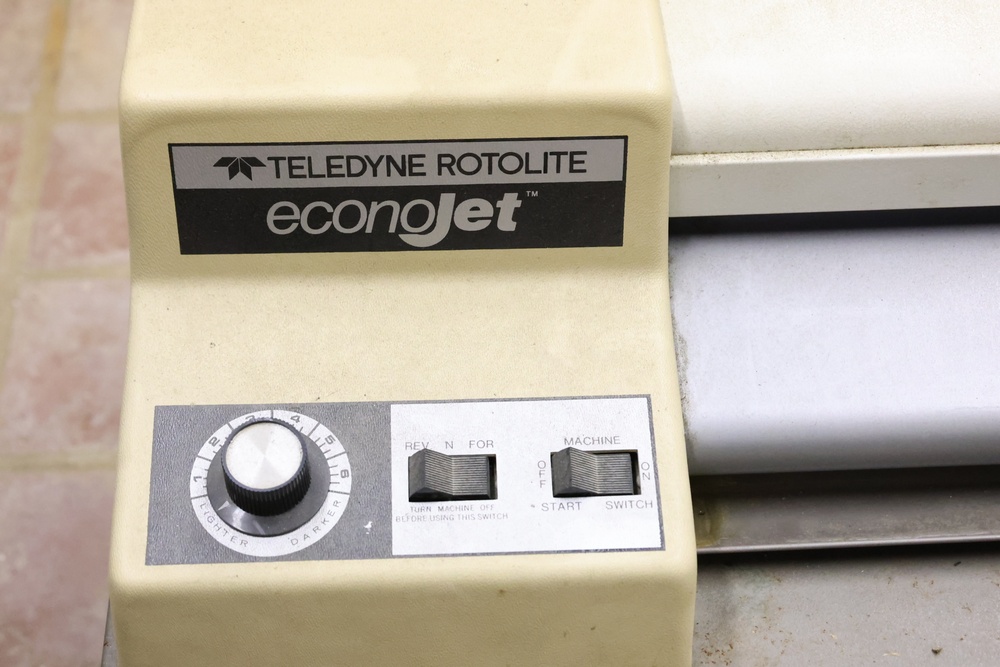 TELEDYNE ROTOLITE
econoJet™
1 2 3 4 5 6
LIGHTER DARKER
REV N FOR
TURN MACHINE OFF
BEFORE USING THIS SWITCH
MACHINE
OFF ON
START SWITCH